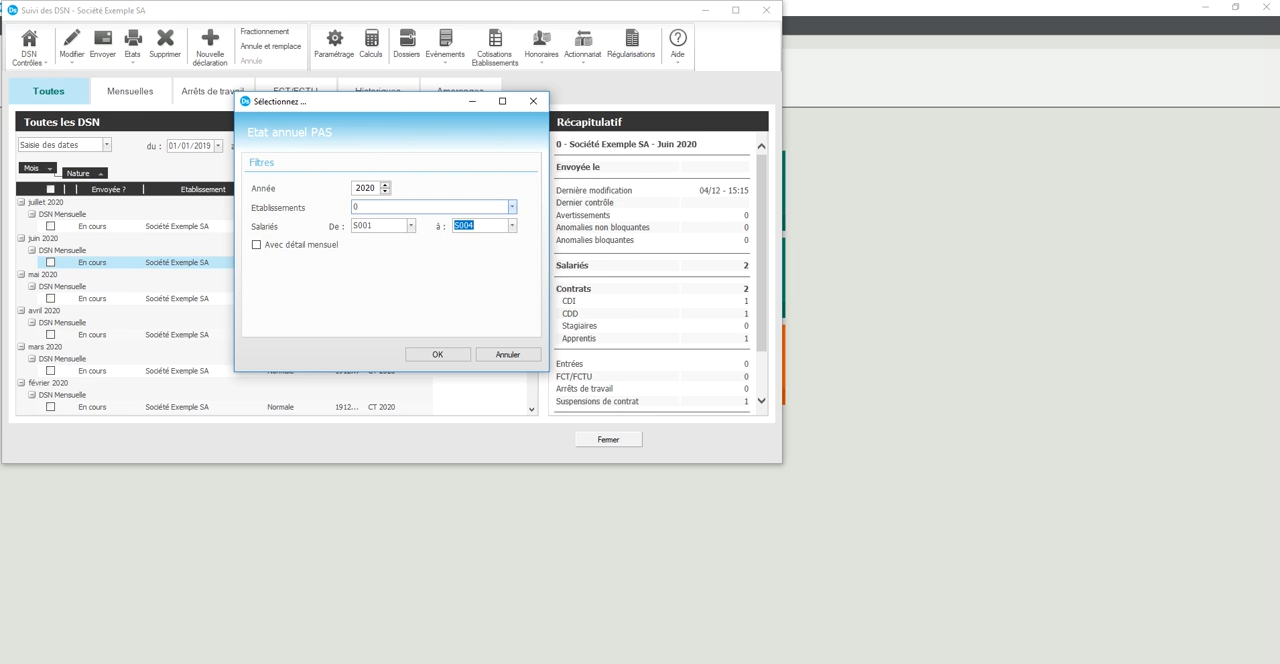 Suivi des DSN - Société Exemple SA
DSN Contrôles
Modifier
Envoyer
Etats
Supprimer
Nouvelle déclaration
Fractionnement
Annule et remplace
Annule
Paramétrage
Calculs
Dossiers
Evènements
Cotisations Etablissements
Honoraires
Actionnariat
Régularisations
Aide
Toutes
Mensuelles
Arrêts de travail
Toutes les DSN
Saisie des dates
du : 01/01/2019
Mois
Nature
Envoyée ? Etablissement
juillet 2020
DSN Mensuelle
En cours Société Exemple SA
juin 2020
DSN Mensuelle
En cours Société Exemple SA
mai 2020
DSN Mensuelle
En cours Société Exemple SA
avril 2020
DSN Mensuelle
En cours Société Exemple SA
mars 2020
DSN Mensuelle
En cours Société Exemple SA
février 2020
DSN Mensuelle
En cours Société Exemple SA Normale 1912... CT 2020
Sélectionnez ...
Etat annuel PAS
Filtres
Année 2020
Etablissements 0
Salariés De : S001 à : S004
Avec détail mensuel
OK Annuler
Récapitulatif
0 - Société Exemple SA - Juin 2020
Envoyée le
Dernière modification 04/12 - 15:15
Dernier contrôle
Avertissements 0
Anomalies non bloquantes 0
Anomalies bloquantes 0
Salariés 2
Contrats 2
CDI 1
CDD 1
Stagiaires 0
Apprentis 1
Entrées 0
FCT/FCTU 0
Arrêts de travail 0
Suspensions de contrat 1
Fermer